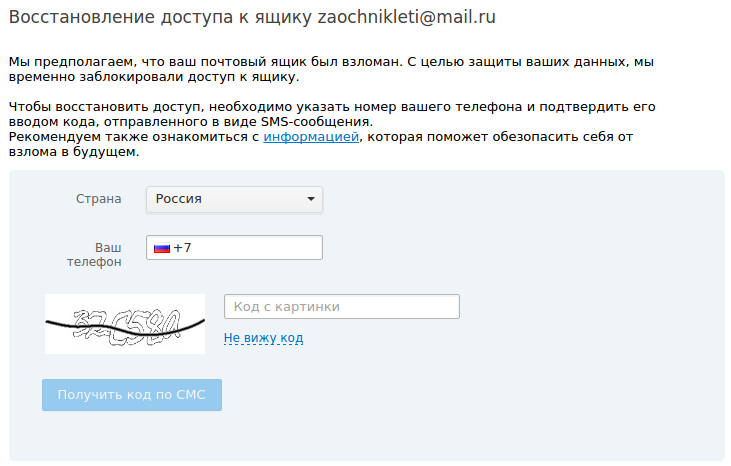 Восстановление доступа к ящику zaochnikleti@mail.ru
Мы предполагаем, что ваш почтовый ящик был взломан. С целью защиты ваших данных, мы
временно заблокировали доступ к ящику.
Чтобы восстановить доступ, необходимо указать номер вашего телефона и подтвердить его
вводом кода, отправленного в виде SMS-сообщения.
Рекомендуем также ознакомиться с информацией, которая поможет обезопасить себя от
взлома в будущем.
Страна
Россия
Ваш
телефон
+7
Код с картинки
Не вижу код
Получить код по СМС